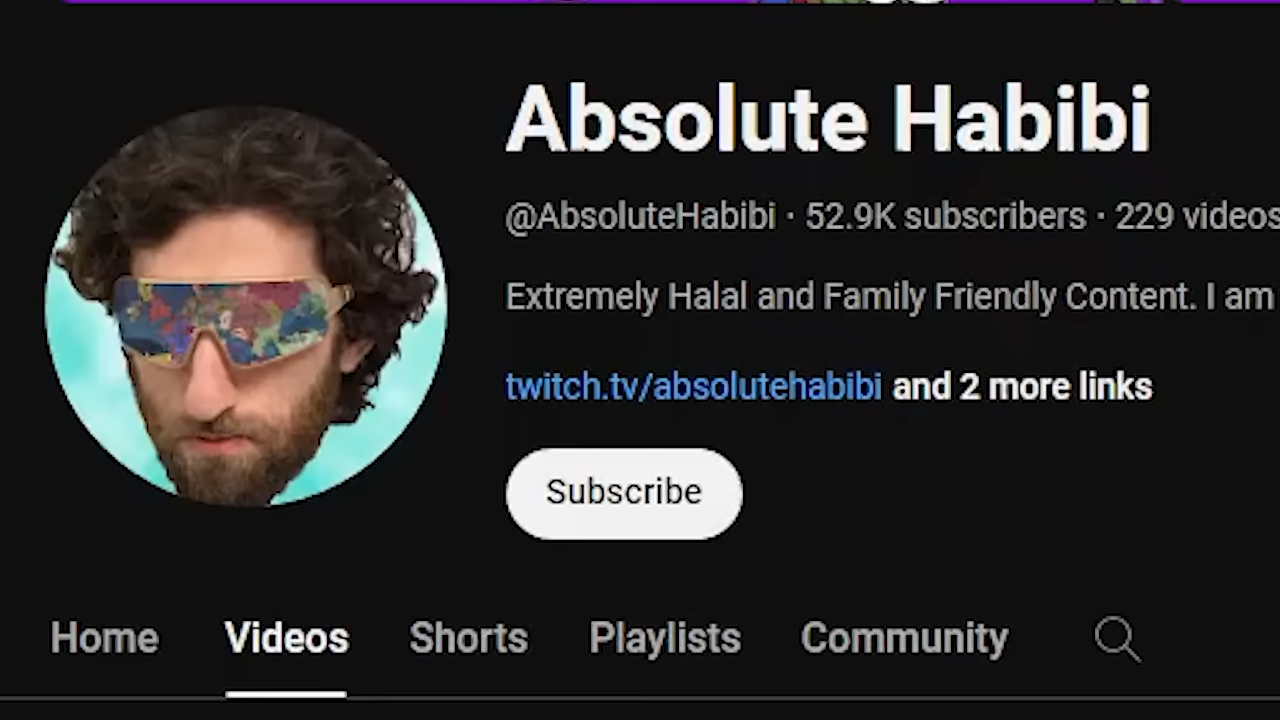 Absolute Habibi
@AbsoluteHabibi · 52.9K subscribers · 229 videos
Extremely Halal and Family Friendly Content. I am
twitch.tv/absolutehabibi and 2 more links
Subscribe
Home Videos Shorts Playlists Community